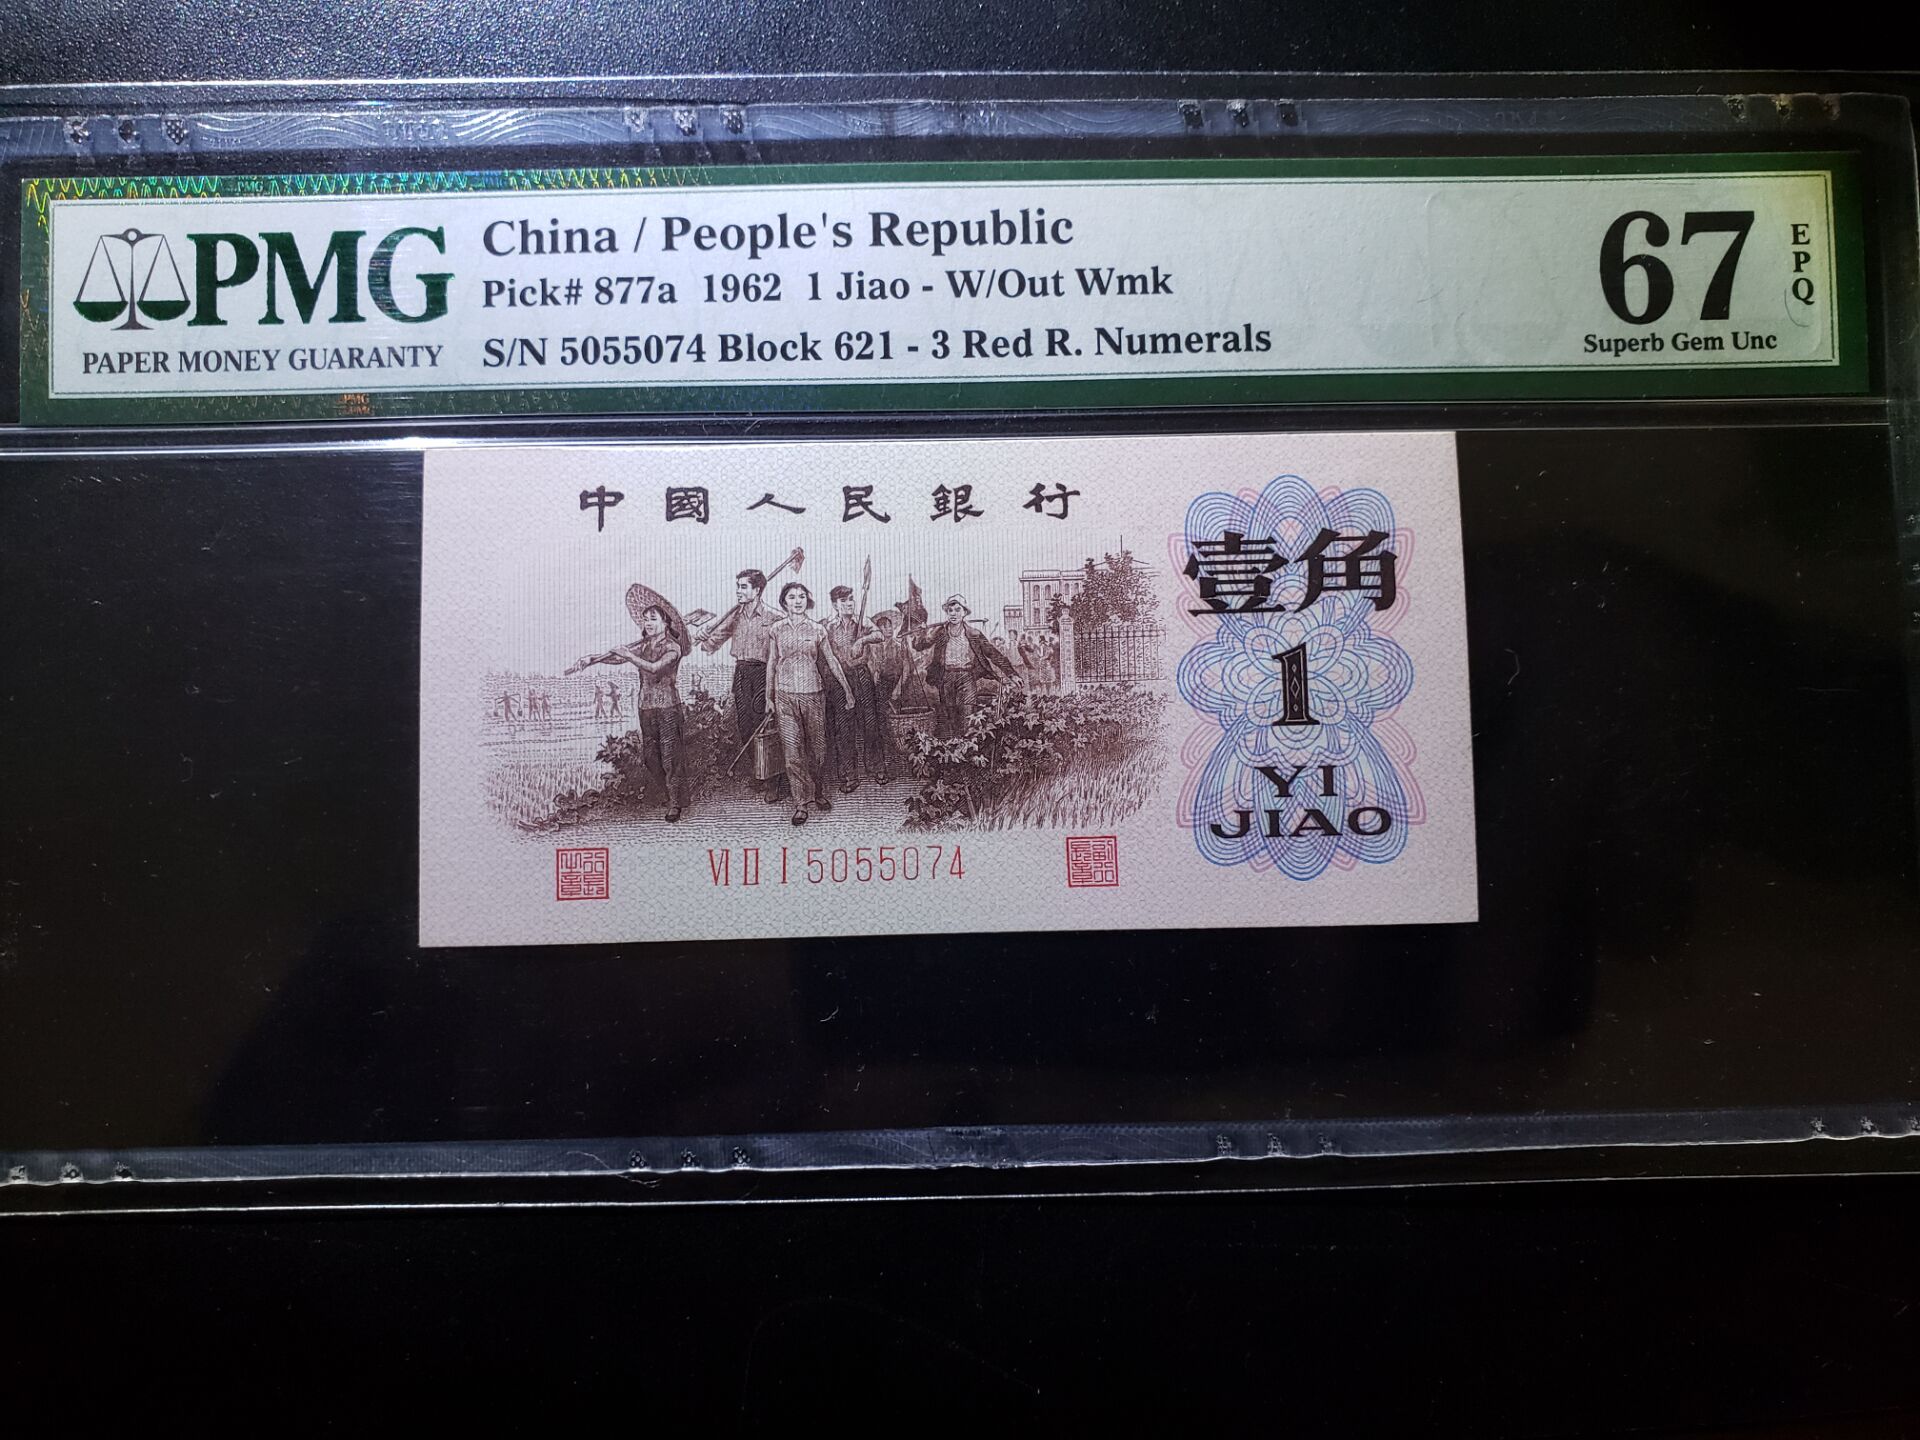 PMG
PAPER MONEY GUARANTY
China / People's Republic
Pick# 877a 1962 1 Jiao - W/Out Wmk
S/N 5055074 Block 621 - 3 Red R. Numerals
67
EPQ
Superb Gem Unc
中國人民銀行
壹角
1
YI
JIAO
VI II I 5055074